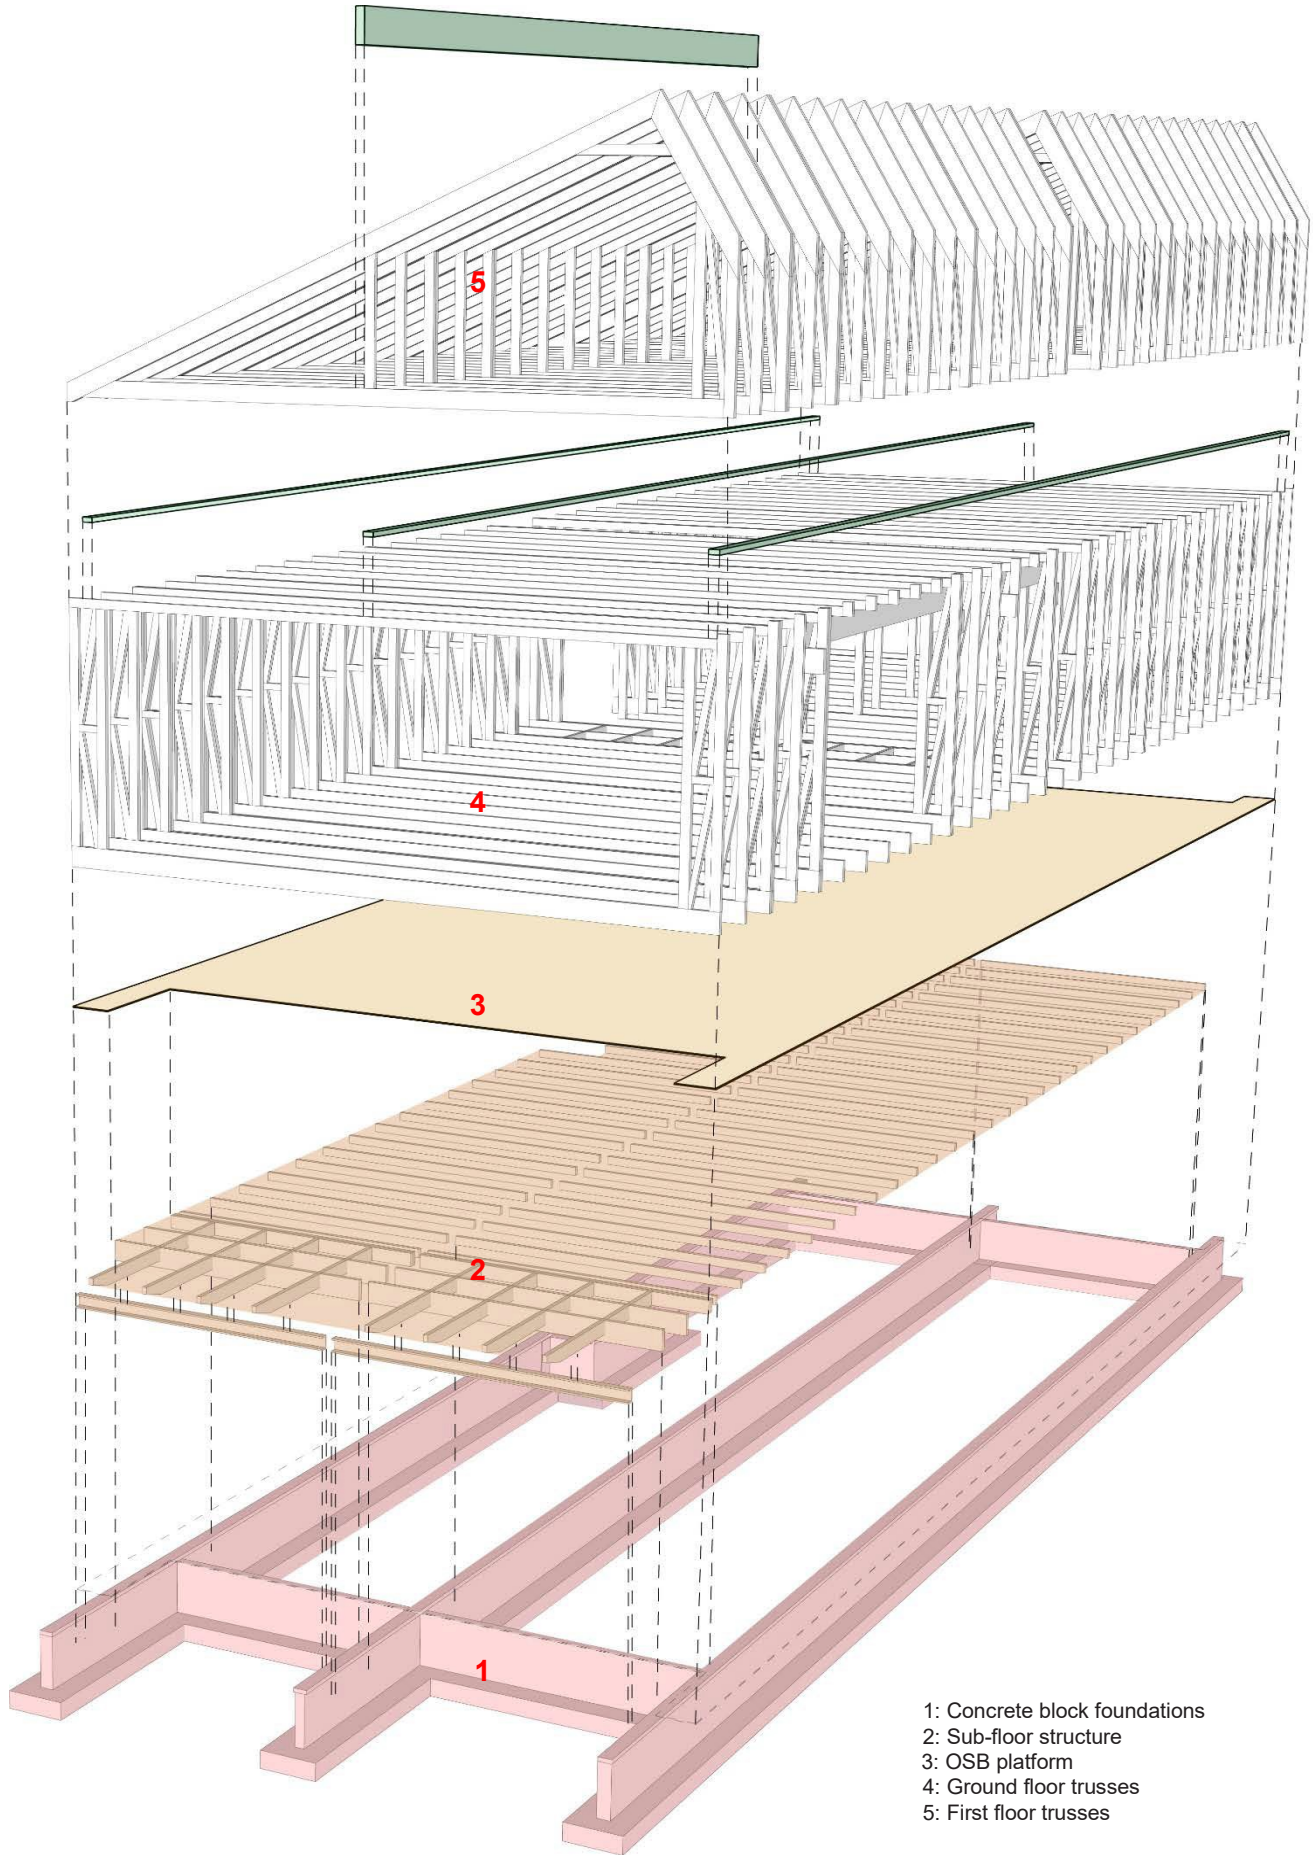 5
4
3
2
1
1: Concrete block foundations
2: Sub-floor structure
3: OSB platform
4: Ground floor trusses
5: First floor trusses